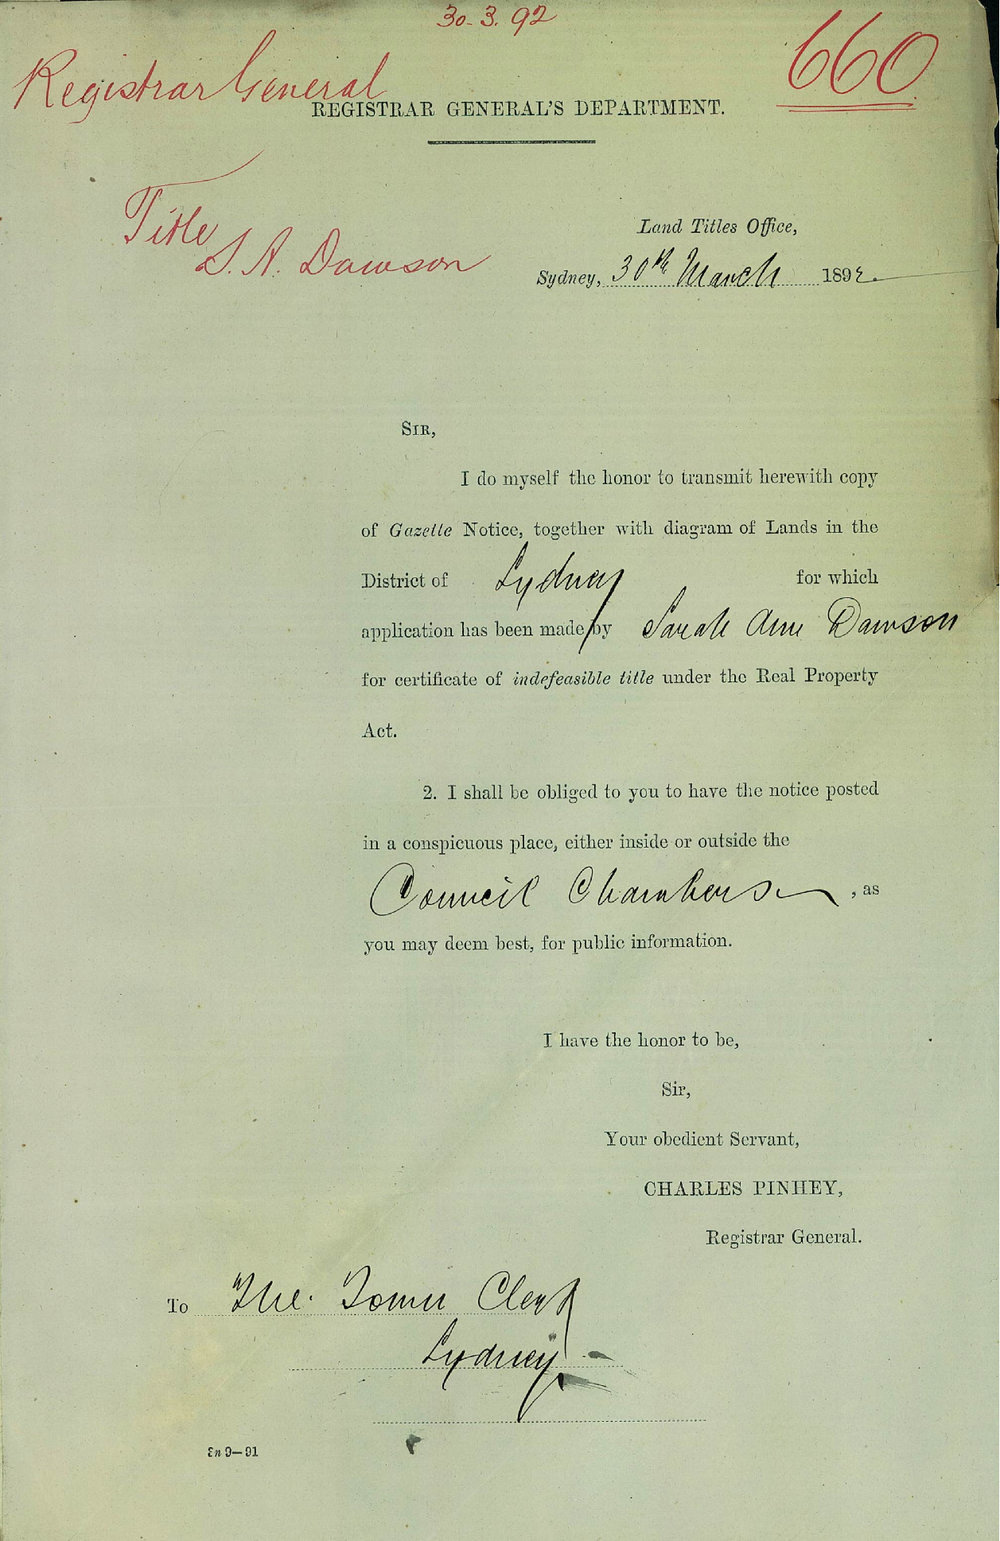 30.3.92
660
Registrar General
REGISTRAR GENERAL'S DEPARTMENT.
Title
S. A. Dawson
Land Titles Office,
Sydney, 30th March 1892.
SIR,
I do myself the honor to transmit herewith copy
of Gazette Notice, together with diagram of Lands in the
District of Sydney for which
application has been made by Sarah Ann Dawson
for certificate of indefeasible title under the Real Property
Act.
2. I shall be obliged to you to have the notice posted
in a conspicuous place, either inside or outside the
Council Chambers, as
you may deem best, for public information.
I have the honor to be,
Sir,
Your obedient Servant,
CHARLES PINHEY,
Registrar General.
To The Town Clerk
Sydney
9—91